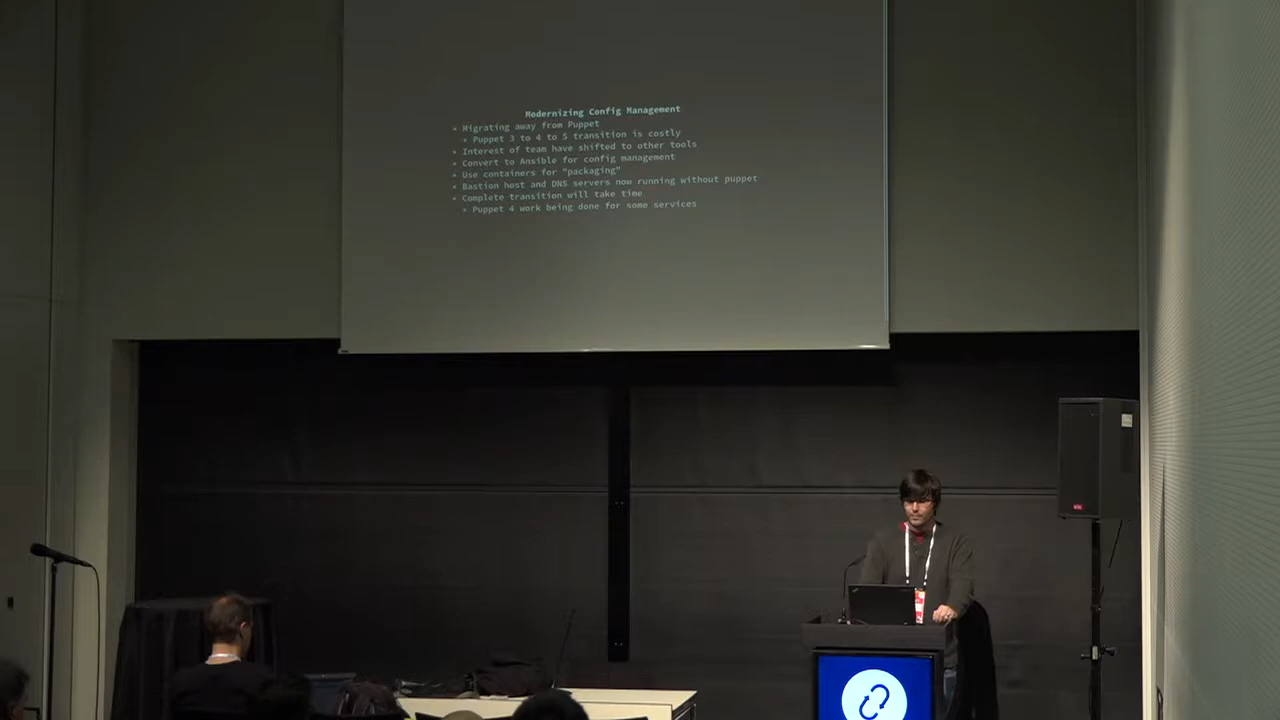 Modernizing Config Management
* Migrating away from Puppet
* Puppet 3 to 4 to 5 transition is costly
* Interest of team have shifted to other tools
* Convert to Ansible for config management
* Use containers for "packaging"
* Bastion host and DNS servers now running without puppet
* Complete transition will take time
* Puppet 4 work being done for some services